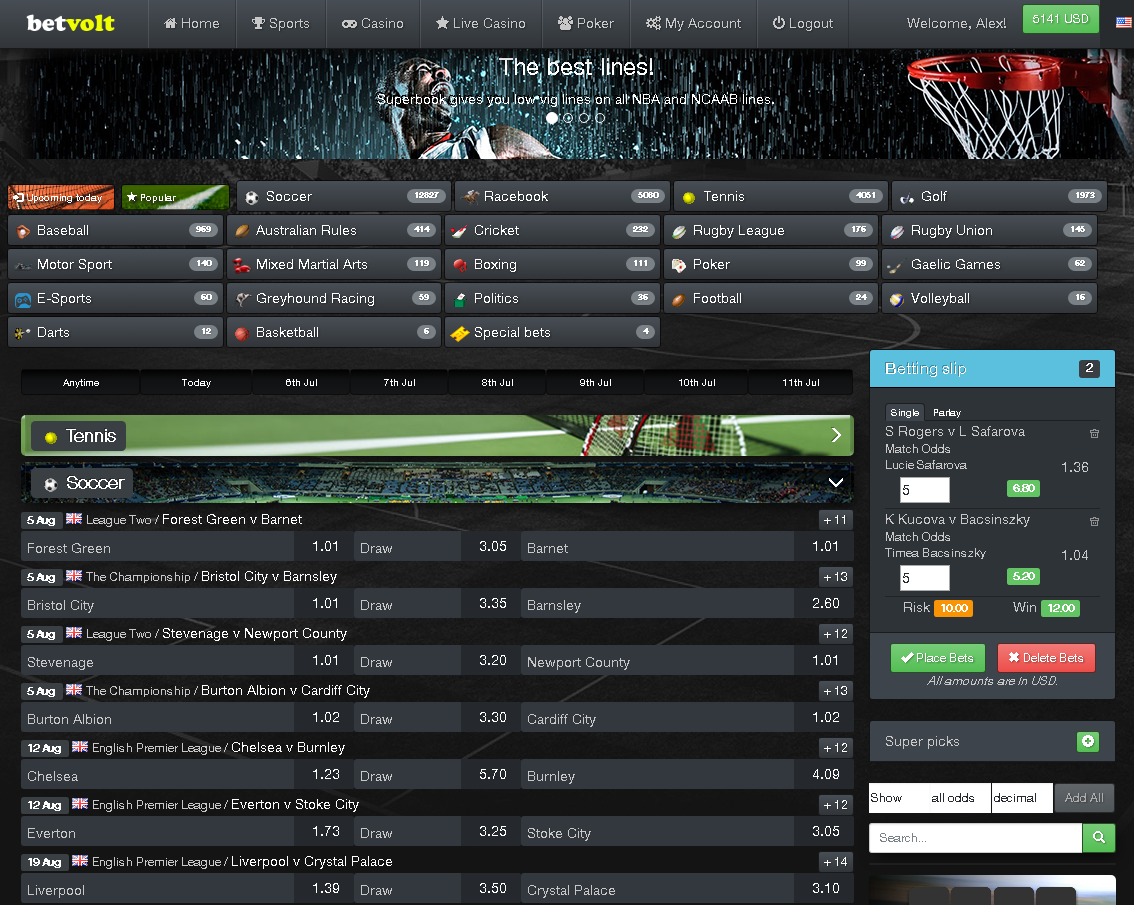 betvolt Home Sports Casino Live Casino Poker My Account Logout Welcome, Alex! 5141 USD
The best lines!
Superbook gives you low vig lines on all NBA and NCAAB lines.
Upcoming today Popular Soccer 12827 Racebook 5080 Tennis 4051 Golf 1973
Baseball 969 Australian Rules 414 Cricket 232 Rugby League 176 Rugby Union 145
Motor Sport 140 Mixed Martial Arts 119 Boxing 111 Poker 99 Gaelic Games 62
E-Sports 60 Greyhound Racing 59 Politics 36 Football 24 Volleyball 16
Darts 12 Basketball 6 Special bets 4
Anytime Today 6th Jul 7th Jul 8th Jul 9th Jul 10th Jul 11th Jul
Tennis
Soccer
5 Aug League Two / Forest Green v Barnet +11
Forest Green 1.01 Draw 3.05 Barnet 1.01
5 Aug The Championship / Bristol City v Barnsley +13
Bristol City 1.01 Draw 3.35 Barnsley 2.60
5 Aug League Two / Stevenage v Newport County +12
Stevenage 1.01 Draw 3.20 Newport County 1.01
5 Aug The Championship / Burton Albion v Cardiff City +13
Burton Albion 1.02 Draw 3.30 Cardiff City 1.02
12 Aug English Premier League / Chelsea v Burnley +12
Chelsea 1.23 Draw 5.70 Burnley 4.09
12 Aug English Premier League / Everton v Stoke City +12
Everton 1.73 Draw 3.25 Stoke City 3.05
19 Aug English Premier League / Liverpool v Crystal Palace +14
Liverpool 1.39 Draw 3.50 Crystal Palace 3.10
Betting slip 2
Single Parlay
S Rogers v L Safarova
Match Odds
Lucie Safarova 1.36
5 6.80
K Kucova v Bacsinszky
Match Odds
Timea Bacsinszky 1.04
5 5.20
Risk 10.00 Win 12.00
Place Bets Delete Bets
All amounts are in USD.
Super picks
Show all odds decimal Add All
Search...